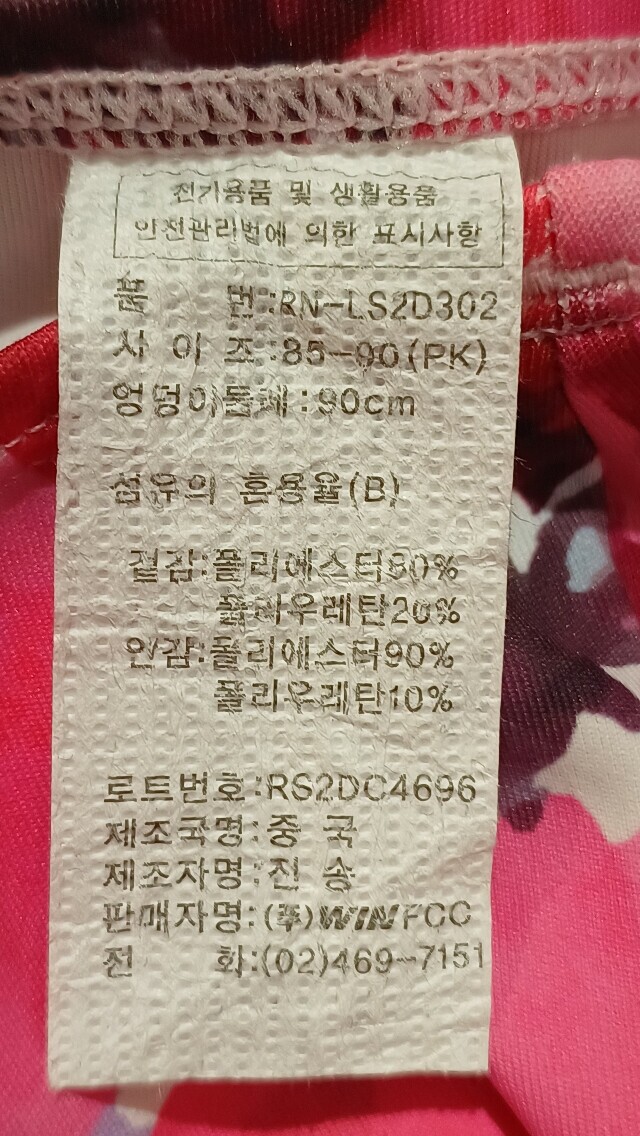 전기용품 및 생활용품
안전관리법에 의한 표시사항
품 번:RN-LS2D302
사 이 즈:85-90(PK)
엉덩이둘레:90cm
섬유의 혼용율(B)
겉감:폴리에스터80%
폴리우레탄20%
안감:폴리에스터90%
폴리우레탄10%
로트번호:RS2DC4696
제조국명:중 국
제조자명:진 송
판매자명:(주)WINFCC
전 화:(02)469-7151